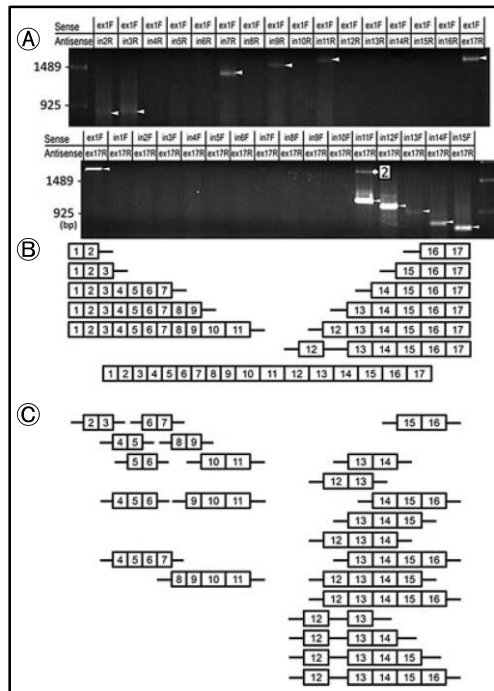 A
Sense ex1F ex1F ex1F ex1F ex1F ex1F ex1F ex1F ex1F ex1F ex1F ex1F ex1F ex1F ex1F ex1F
Antisense in2R in3R in4R in5R in6R in7R in8R in9R in10R in11R in12R in13R in14R in15R in16R ex17R
1489
925
Sense ex1F in1F in2F in3F in4F in5F in6F in7F in8F in9F in10F in11F in12F in13F in14F in15F
Antisense ex17R ex17R ex17R ex17R ex17R ex17R ex17R ex17R ex17R ex17R ex17R ex17R ex17R ex17R ex17R ex17R
2
1489
925
(bp)
B
1 2 16 17
1 2 3 15 16 17
1 2 3 4 5 6 7 14 15 16 17
1 2 3 4 5 6 7 8 9 13 14 15 16 17
1 2 3 4 5 6 7 8 9 10 11 12 13 14 15 16 17
12 13 14 15 16 17
1 2 3 4 5 6 7 8 9 10 11 12 13 14 15 16 17
C
2 3 6 7 15 16
4 5 8 9
5 6 10 11 13 14
12 13
4 5 6 9 10 11 14 15 16
13 14 15
12 13 14
4 5 6 7 13 14 15 16
8 9 10 11 12 13 14 15
12 13 14 15 16
12 13
12 13 14
12 13 14 15
12 13 14 15 16